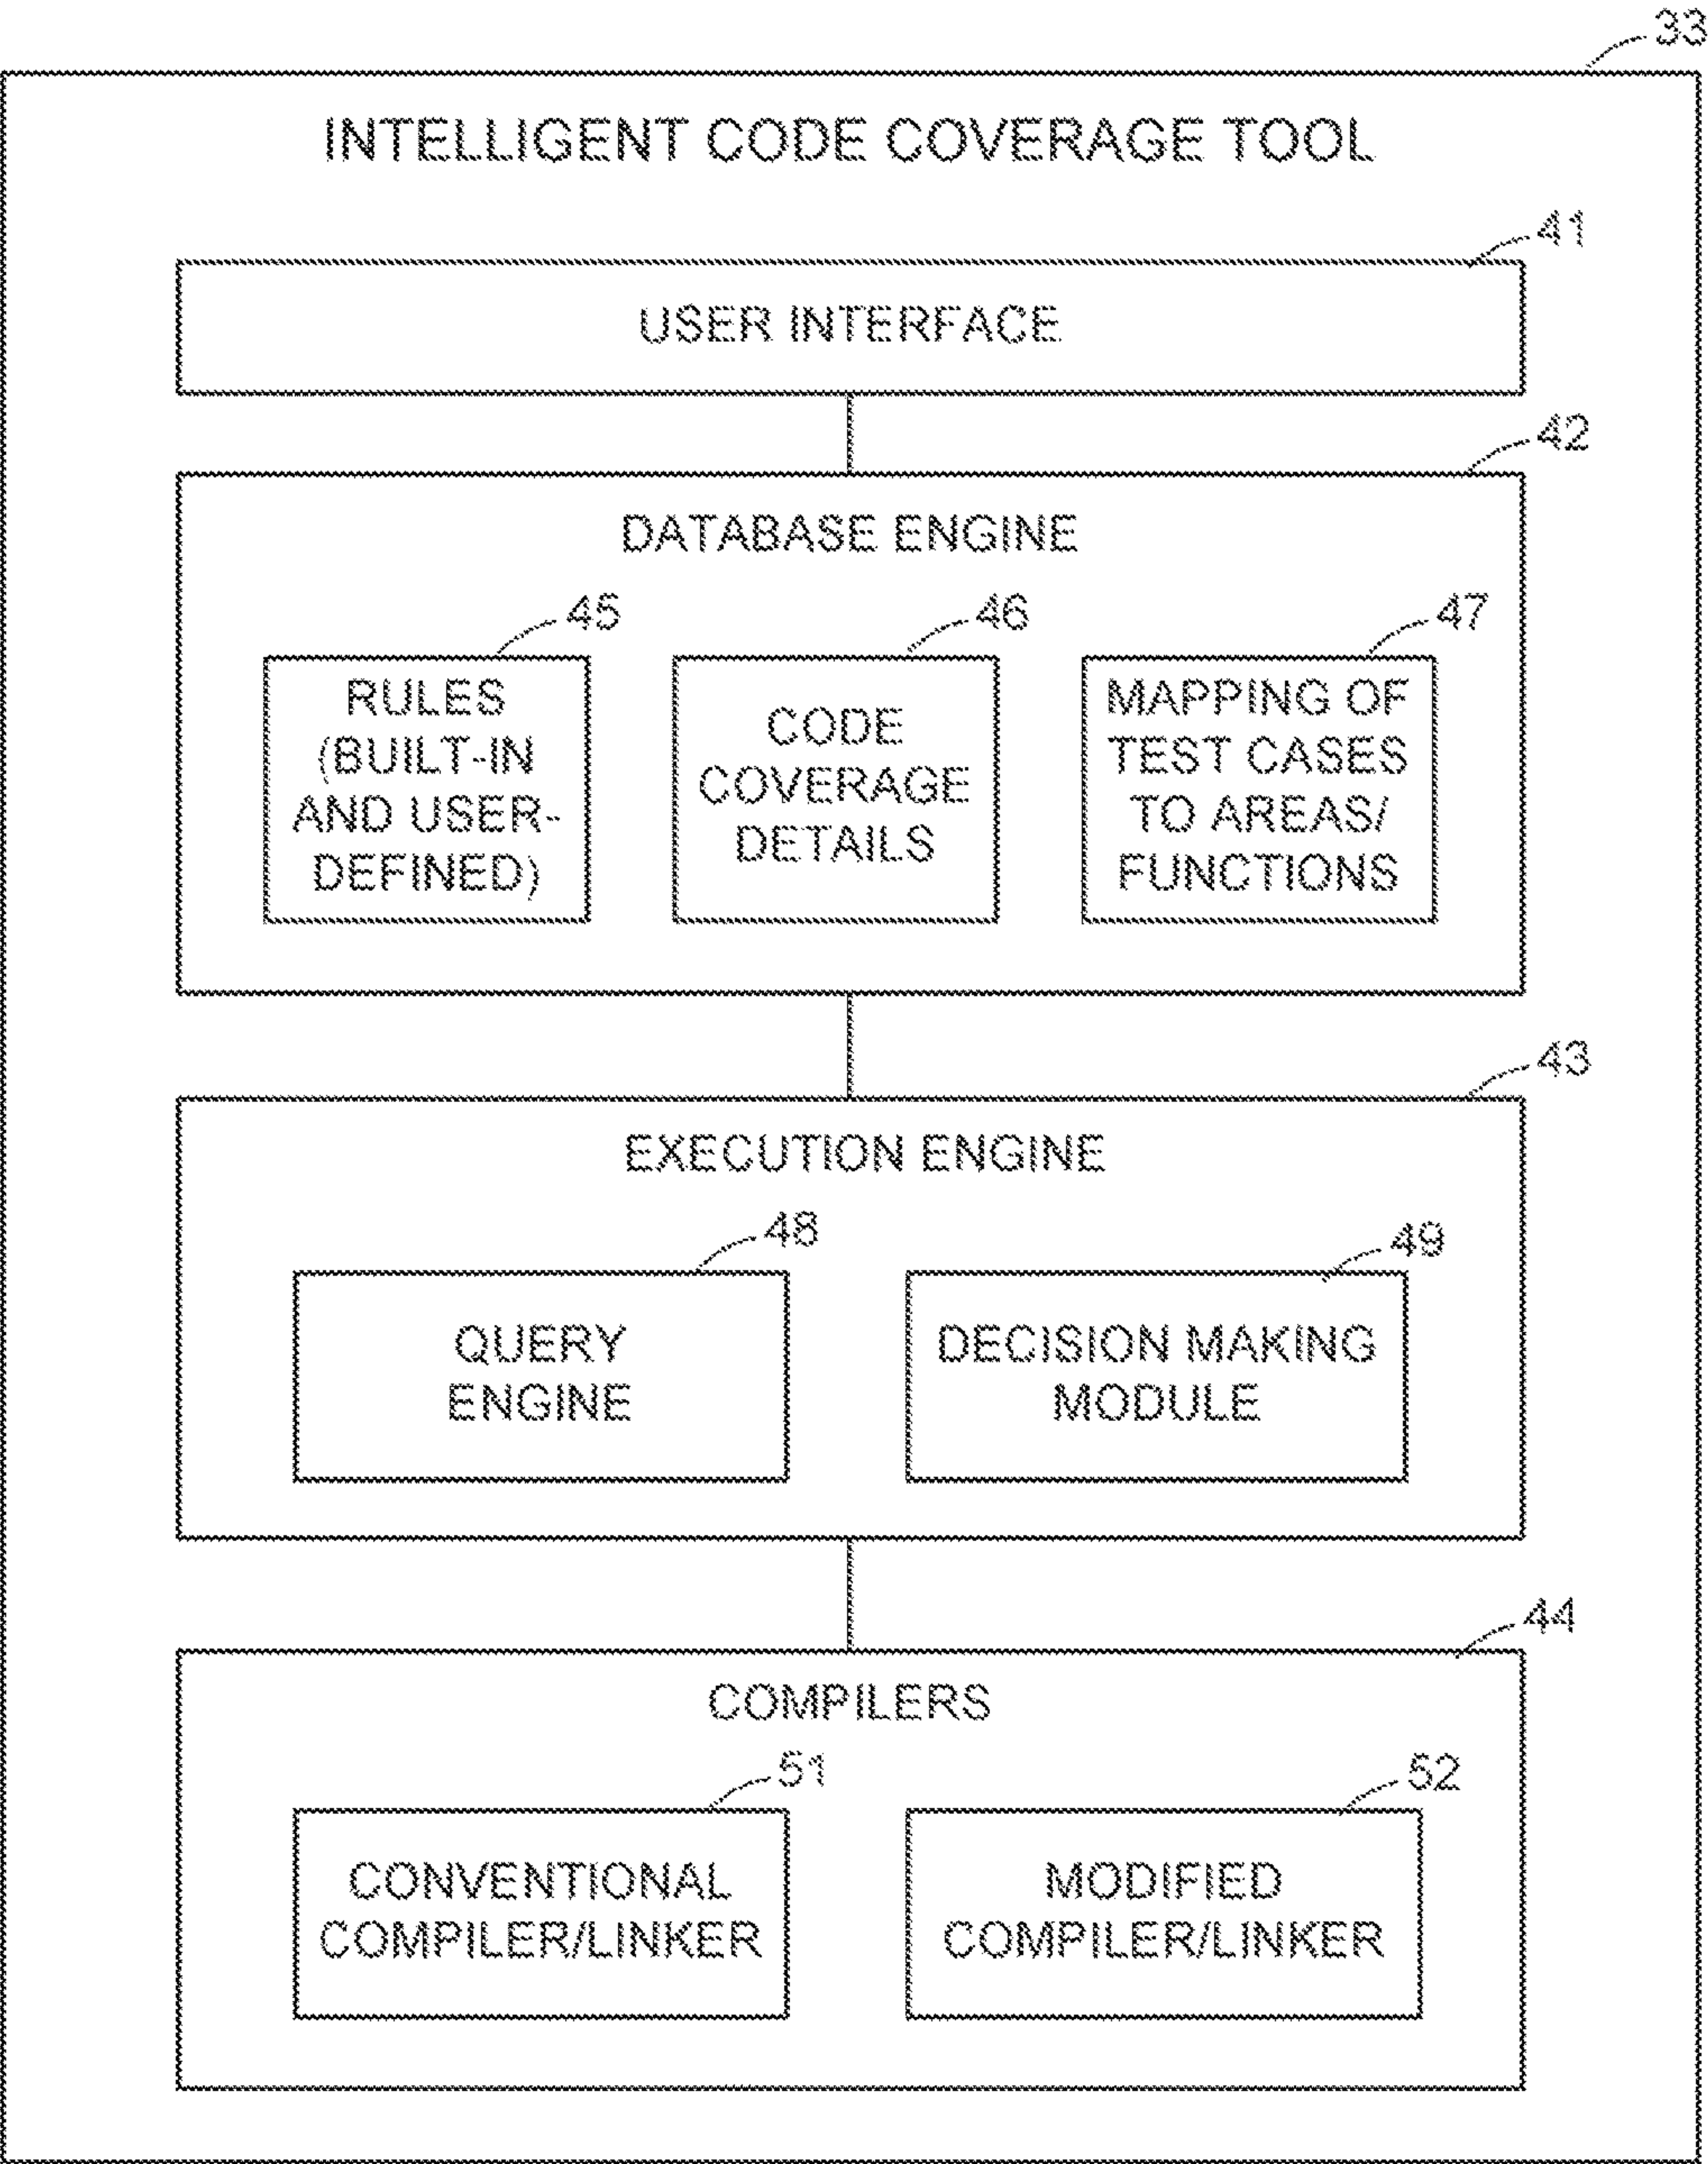 33
INTELLIGENT CODE COVERAGE TOOL
41
USER INTERFACE
42
DATABASE ENGINE
45
RULES
(BUILT-IN
AND USER-
DEFINED)
46
CODE
COVERAGE
DETAILS
47
MAPPING OF
TEST CASES
TO AREAS/
FUNCTIONS
43
EXECUTION ENGINE
48
QUERY
ENGINE
49
DECISION MAKING
MODULE
44
COMPILERS
51
CONVENTIONAL
COMPILER/LINKER
52
MODIFIED
COMPILER/LINKER